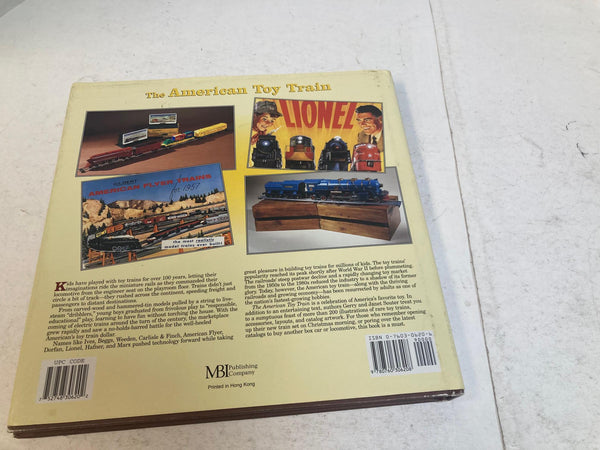 The American Toy Train
LIONEL
GILBERT
AMERICAN FLYER TRAINS
for 1957
the most realistic
model trains ever built!
Kids have played with toy trains for over 100 years, letting their
imaginations ride the miniature rails as they commanded their
locomotive from the engineer seat on the playroom floor. Trains didn't just
circle a bit of track—they rushed across the continent, speeding freight and
passengers to distant destinations.
From carved-wood and hammered-tin models pulled by a string to live-
steam "dribblers," young boys graduated from frivolous play to "responsible,
educational" play, learning to have fun without torching the house. With the
coming of electric trains around the turn of the century, the marketplace
grew rapidly and saw a no-holds-barred battle for the well-heeled
American's toy train dollar.
Names like Ives, Boggs, Weeden, Carlisle & Finch, American Flyer,
Dorfan, Lionel, Hafner, and Marx pushed technology forward while taking
great pleasure in building toy trains for millions of kids. The toy trains'
popularity reached its peak shortly after World War II before plummeting.
The railroads' steep postwar decline and a rapidly changing toy market
from the 1950s to the 1980s reduced the industry to a shadow of its former
glory. Today, however, the American toy train—along with the thriving
railroads and growing economy—has been resurrected by adults as one of
the nation's fastest-growing hobbies.
The American Toy Train is a celebration of America's favorite toy. In
addition to an entertaining text, authors Gerry and Janet Souter treat you
to a sumptuous feast of more than 200 illustrations of rare toy trains,
accessories, layouts, and catalog artwork. For those who remember opening
up their new train set on Christmas morning, or poring over the latest
catalogs to buy another box car or locomotive, this book is a must.
UPC CODE
MBI Publishing
Company
Printed in Hong Kong
ISBN 0-7603-0620-6
90000